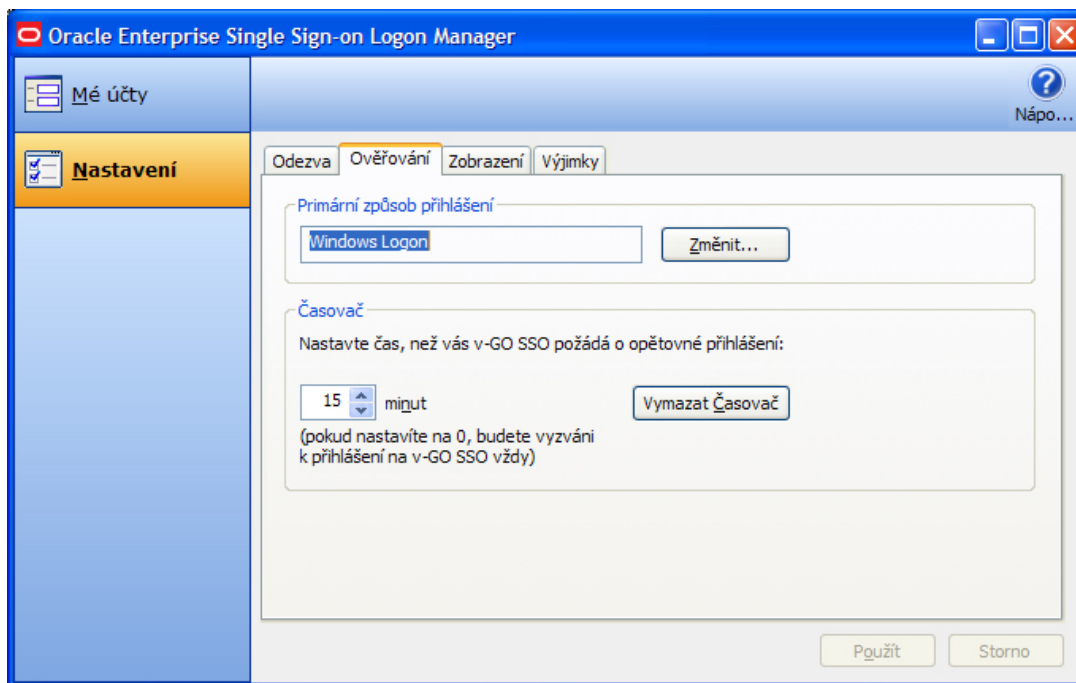 Oracle Enterprise Single Sign-on Logon Manager
Mé účty
Nápo...
Nastavení
Odezva Ověřování Zobrazení Výjimky
Primární způsob přihlášení
Windows Logon Změnit...
Časovač
Nastavte čas, než vás v-GO SSO požádá o opětovné přihlášení:
15 minut Vymazat Časovač
(pokud nastavíte na 0, budete vyzváni
k přihlášení na v-GO SSO vždy)
Použít Storno